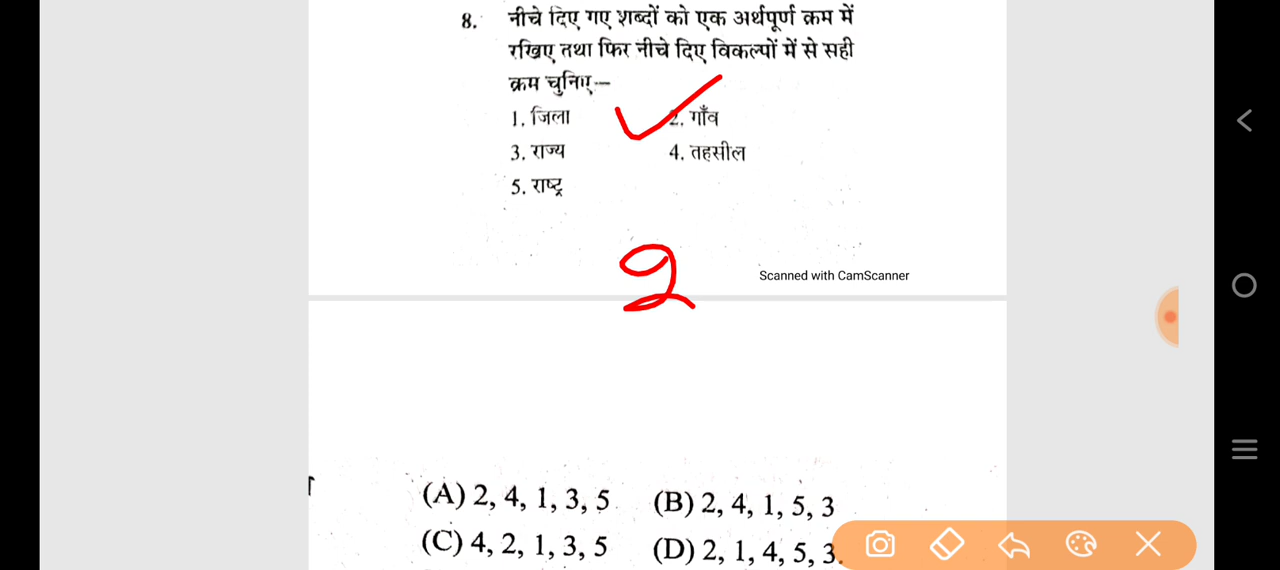 8. नीचे दिए गए शब्दों को एक अर्थपूर्ण क्रम में
रखिए तथा फिर नीचे दिए विकल्पों में से सही
क्रम चुनिए:–
1. जिला 2. गाँव
3. राज्य 4. तहसील
5. राष्ट्र
2
Scanned with CamScanner
(A) 2, 4, 1, 3, 5 (B) 2, 4, 1, 5, 3
(C) 4, 2, 1, 3, 5 (D) 2, 1, 4, 5, 3.